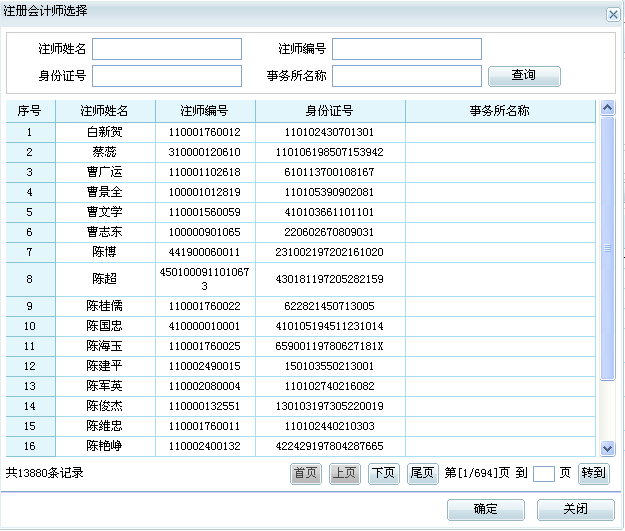 注册会计师选择
注师姓名 注师编号
身份证号 事务所名称 查询
序号 注师姓名 注师编号 身份证号 事务所名称
1 白新贺 110001760012 110102430701301
2 蔡蕊 310000120610 110106198507153942
3 曹广运 110001102618 610113700108167
4 曹景全 100001012819 110105390902081
5 曹文学 110001560059 410103661101101
6 曹志东 100000901065 220602670809031
7 陈博 441900060011 231002197202161020
8 陈超 4501000911010673 430181197205282159
9 陈桂儒 110001760022 622821450713005
10 陈国忠 410000010001 410105194511231014
11 陈海玉 110001760025 65900119780627181X
12 陈建平 110002490015 150103550213001
13 陈军英 110002080004 110102740216082
14 陈俊杰 110000132551 130103197305220019
15 陈维忠 110001760011 110102440210303
16 陈艳峥 110002400132 422429197804287665
共13880条记录 首页 上页 下页 尾页 第[1/694]页 到 页 转到
确定 关闭